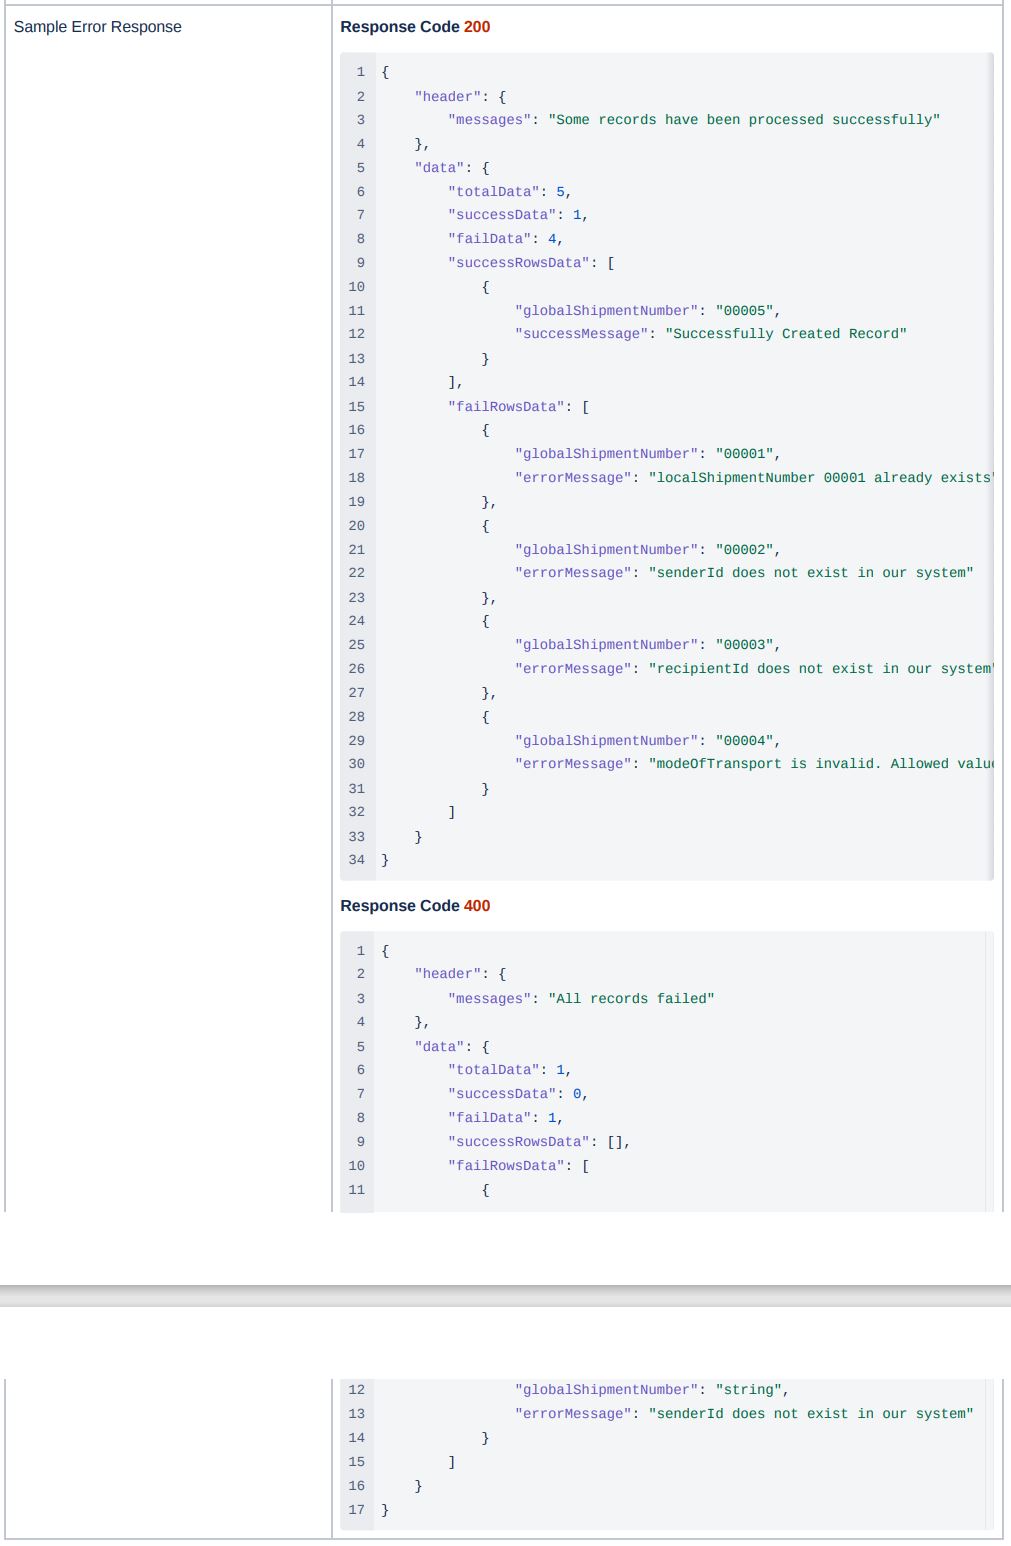 Sample Error Response
Response Code 200
1 {
2     "header": {
3         "messages": "Some records have been processed successfully"
4     },
5     "data": {
6         "totalData": 5,
7         "successData": 1,
8         "failData": 4,
9         "successRowsData": [
10             {
11                 "globalShipmentNumber": "00005",
12                 "successMessage": "Successfully Created Record"
13             }
14         ],
15         "failRowsData": [
16             {
17                 "globalShipmentNumber": "00001",
18                 "errorMessage": "localShipmentNumber 00001 already exists"
19             },
20             {
21                 "globalShipmentNumber": "00002",
22                 "errorMessage": "senderId does not exist in our system"
23             },
24             {
25                 "globalShipmentNumber": "00003",
26                 "errorMessage": "recipientId does not exist in our system"
27             },
28             {
29                 "globalShipmentNumber": "00004",
30                 "errorMessage": "modeOfTransport is invalid. Allowed
31             }
32         ]
33     }
34 }
Response Code 400
1 {
2     "header": {
3         "messages": "All records failed"
4     },
5     "data": {
6         "totalData": 1,
7         "successData": 0,
8         "failData": 1,
9         "successRowsData": [],
10         "failRowsData": [
11             {
12                 "globalShipmentNumber": "string",
13                 "errorMessage": "senderId does not exist in our system"
14             }
15         ]
16     }
17 }